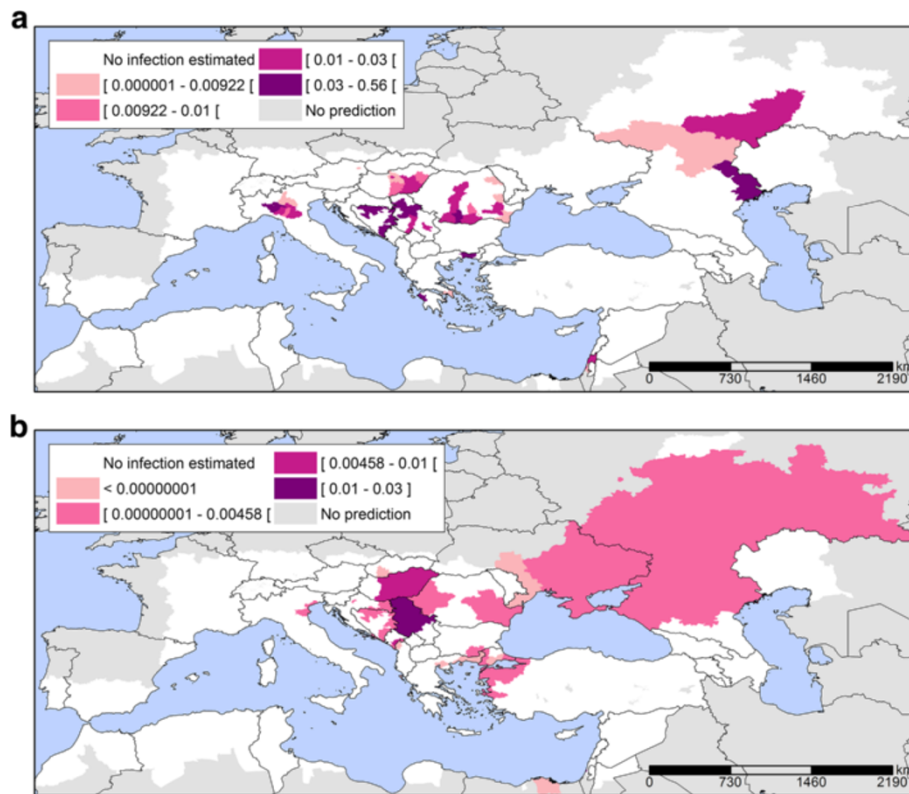 a
No infection estimated
[ 0.000001 - 0.00922 [
[ 0.00922 - 0.01 [
[ 0.01 - 0.03 [
[ 0.03 - 0.56 [
No prediction
km
0 730 1460 2190
b
No infection estimated
< 0.00000001
[ 0.00000001 - 0.00458 [
[ 0.00458 - 0.01 [
[ 0.01 - 0.03 ]
No prediction
km
0 730 1460 2190